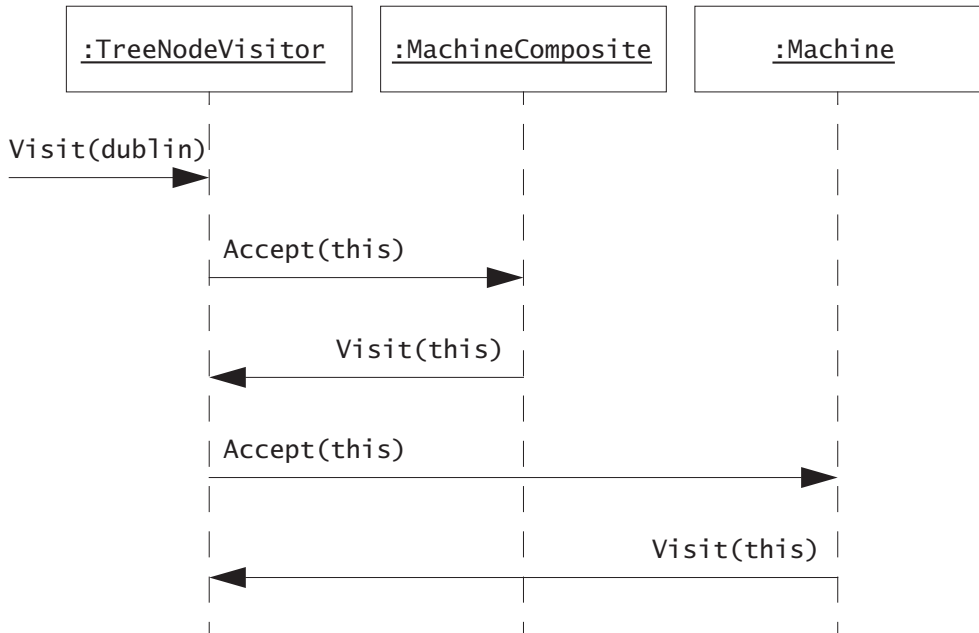 :TreeNodeVisitor
:MachineComposite
:Machine
Visit(dublin)
Accept(this)
Visit(this)
Accept(this)
Visit(this)